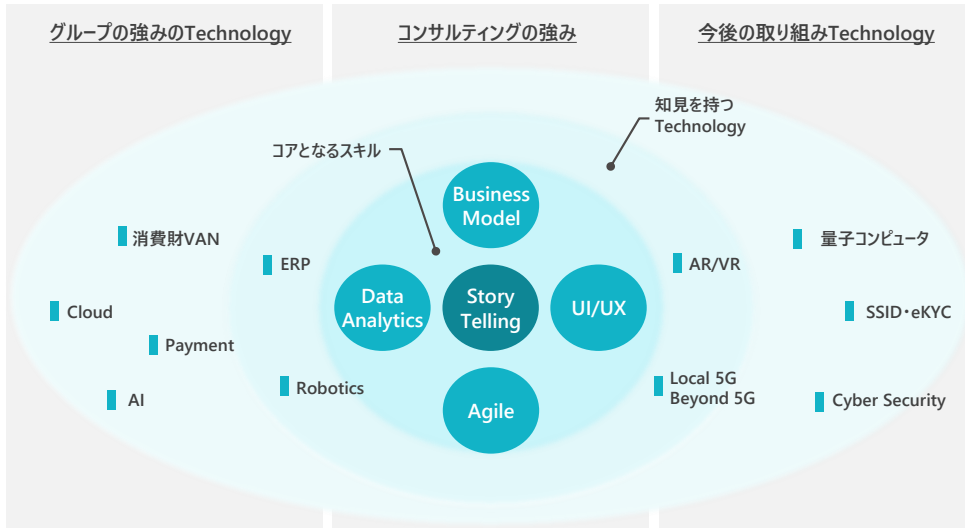 グループの強みのTechnology
コンサルティングの強み
今後の取り組みTechnology
知見を持つ
Technology
コアとなるスキル
Business
Model
消費財VAN
量子コンピュータ
ERP
AR/VR
Data
Analytics
Story
Telling
UI/UX
Cloud
SSID・eKYC
Payment
Robotics
Local 5G
Beyond 5G
AI
Agile
Cyber Security